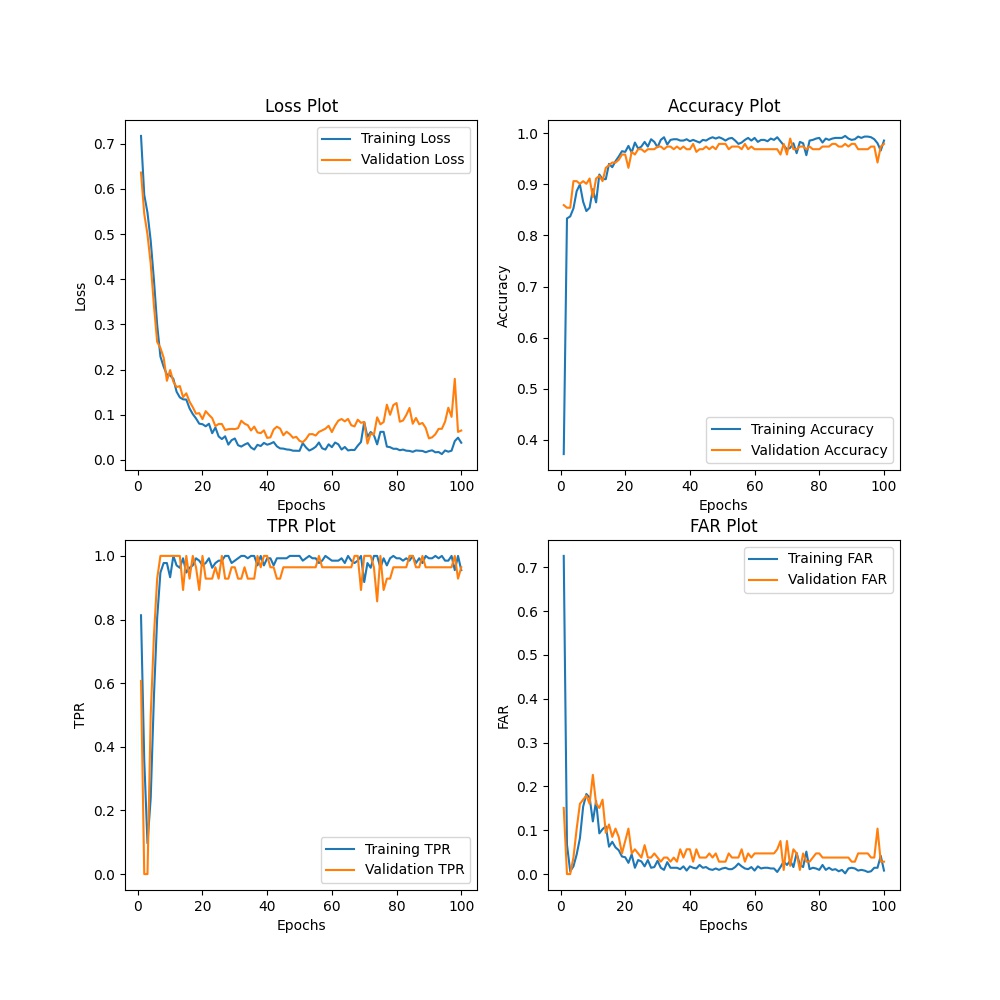 Loss Plot
Training Loss
Validation Loss
0.7
0.6
0.5
0.4
0.3
0.2
0.1
0.0
Loss
0 20 40 60 80 100
Epochs
Accuracy Plot
1.0
0.9
0.8
0.7
0.6
0.5
0.4
Accuracy
Training Accuracy
Validation Accuracy
0 20 40 60 80 100
Epochs
TPR Plot
1.0
0.8
0.6
0.4
0.2
0.0
TPR
Training TPR
Validation TPR
0 20 40 60 80 100
Epochs
FAR Plot
Training FAR
Validation FAR
0.7
0.6
0.5
0.4
0.3
0.2
0.1
0.0
FAR
0 20 40 60 80 100
Epochs